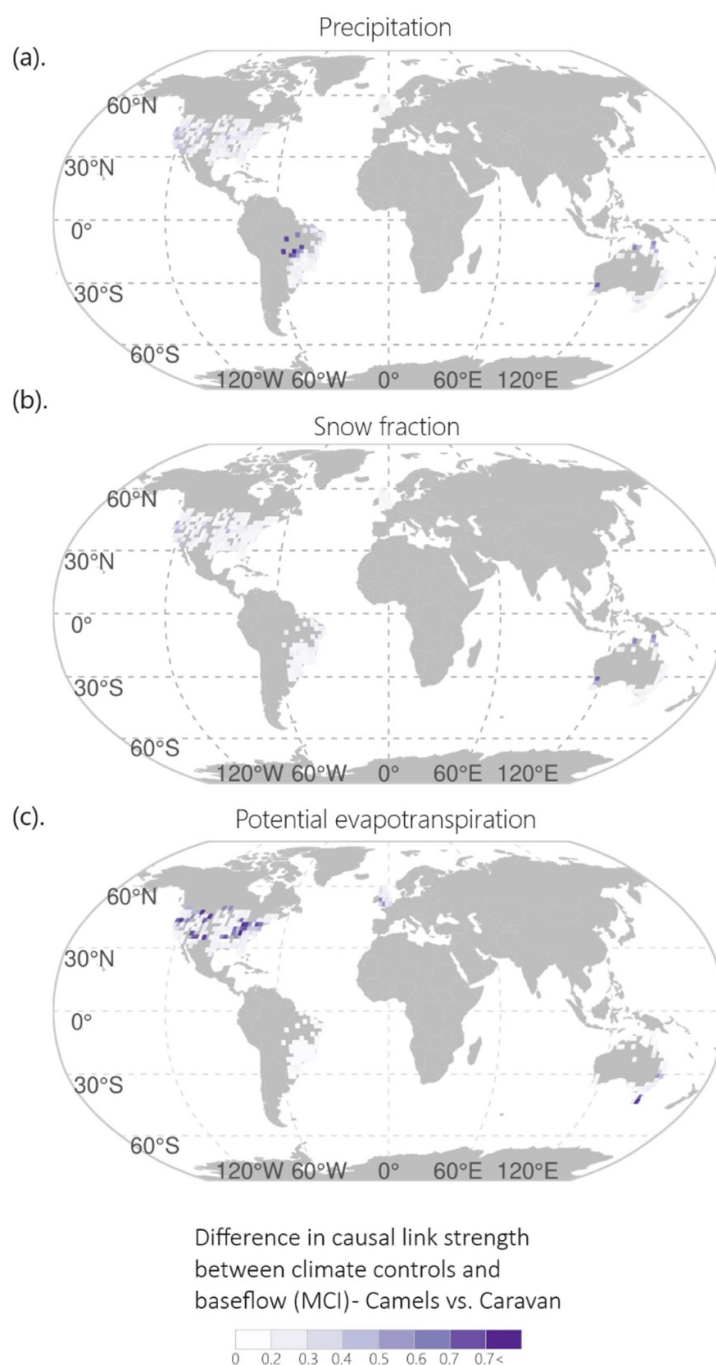 Precipitation
(a).
60°N
30°N
0°
30°S
60°S
120°W 60°W 0° 60°E 120°E
(b).
Snow fraction
60°N
30°N
0°
30°S
60°S
120°W 60°W 0° 60°E 120°E
(c).
Potential evapotranspiration
60°N
30°N
0°
30°S
60°S
120°W 60°W 0° 60°E 120°E
Difference in causal link strength
between climate controls and
baseflow (MCI)- Camels vs. Caravan
0 0.2 0.3 0.4 0.5 0.6 0.7 0.7<